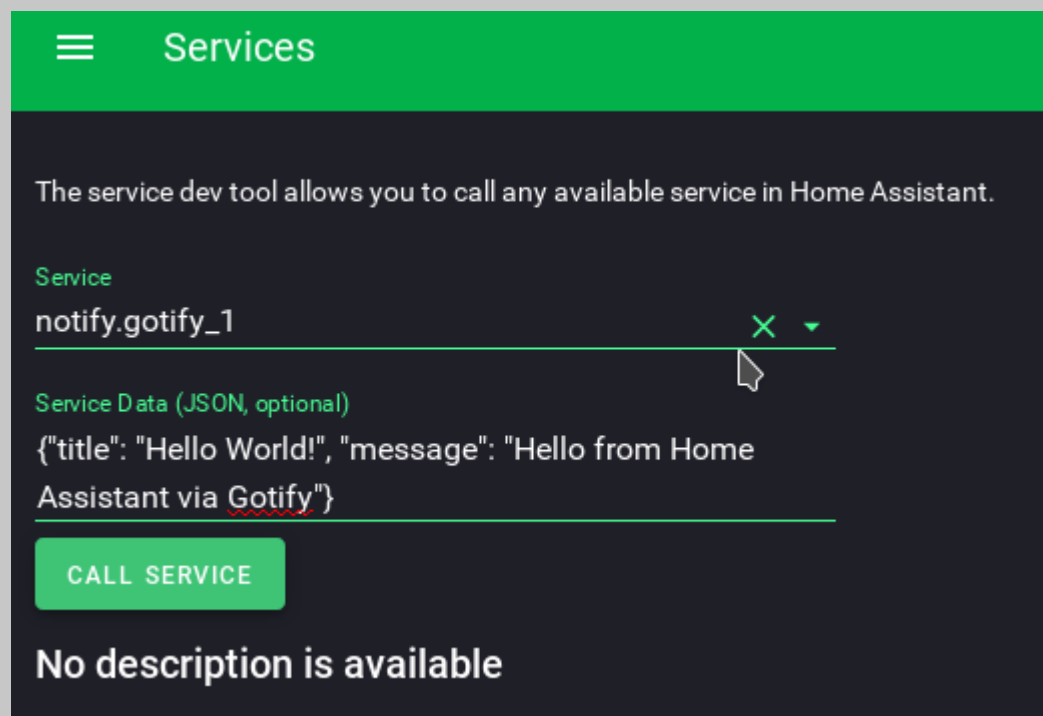 Services
The service dev tool allows you to call any available service in Home Assistant.
Service
notify.gotify_1
Service Data (JSON, optional)
{"title": "Hello World!", "message": "Hello from Home
Assistant via Gotify"}
CALL SERVICE
No description is available